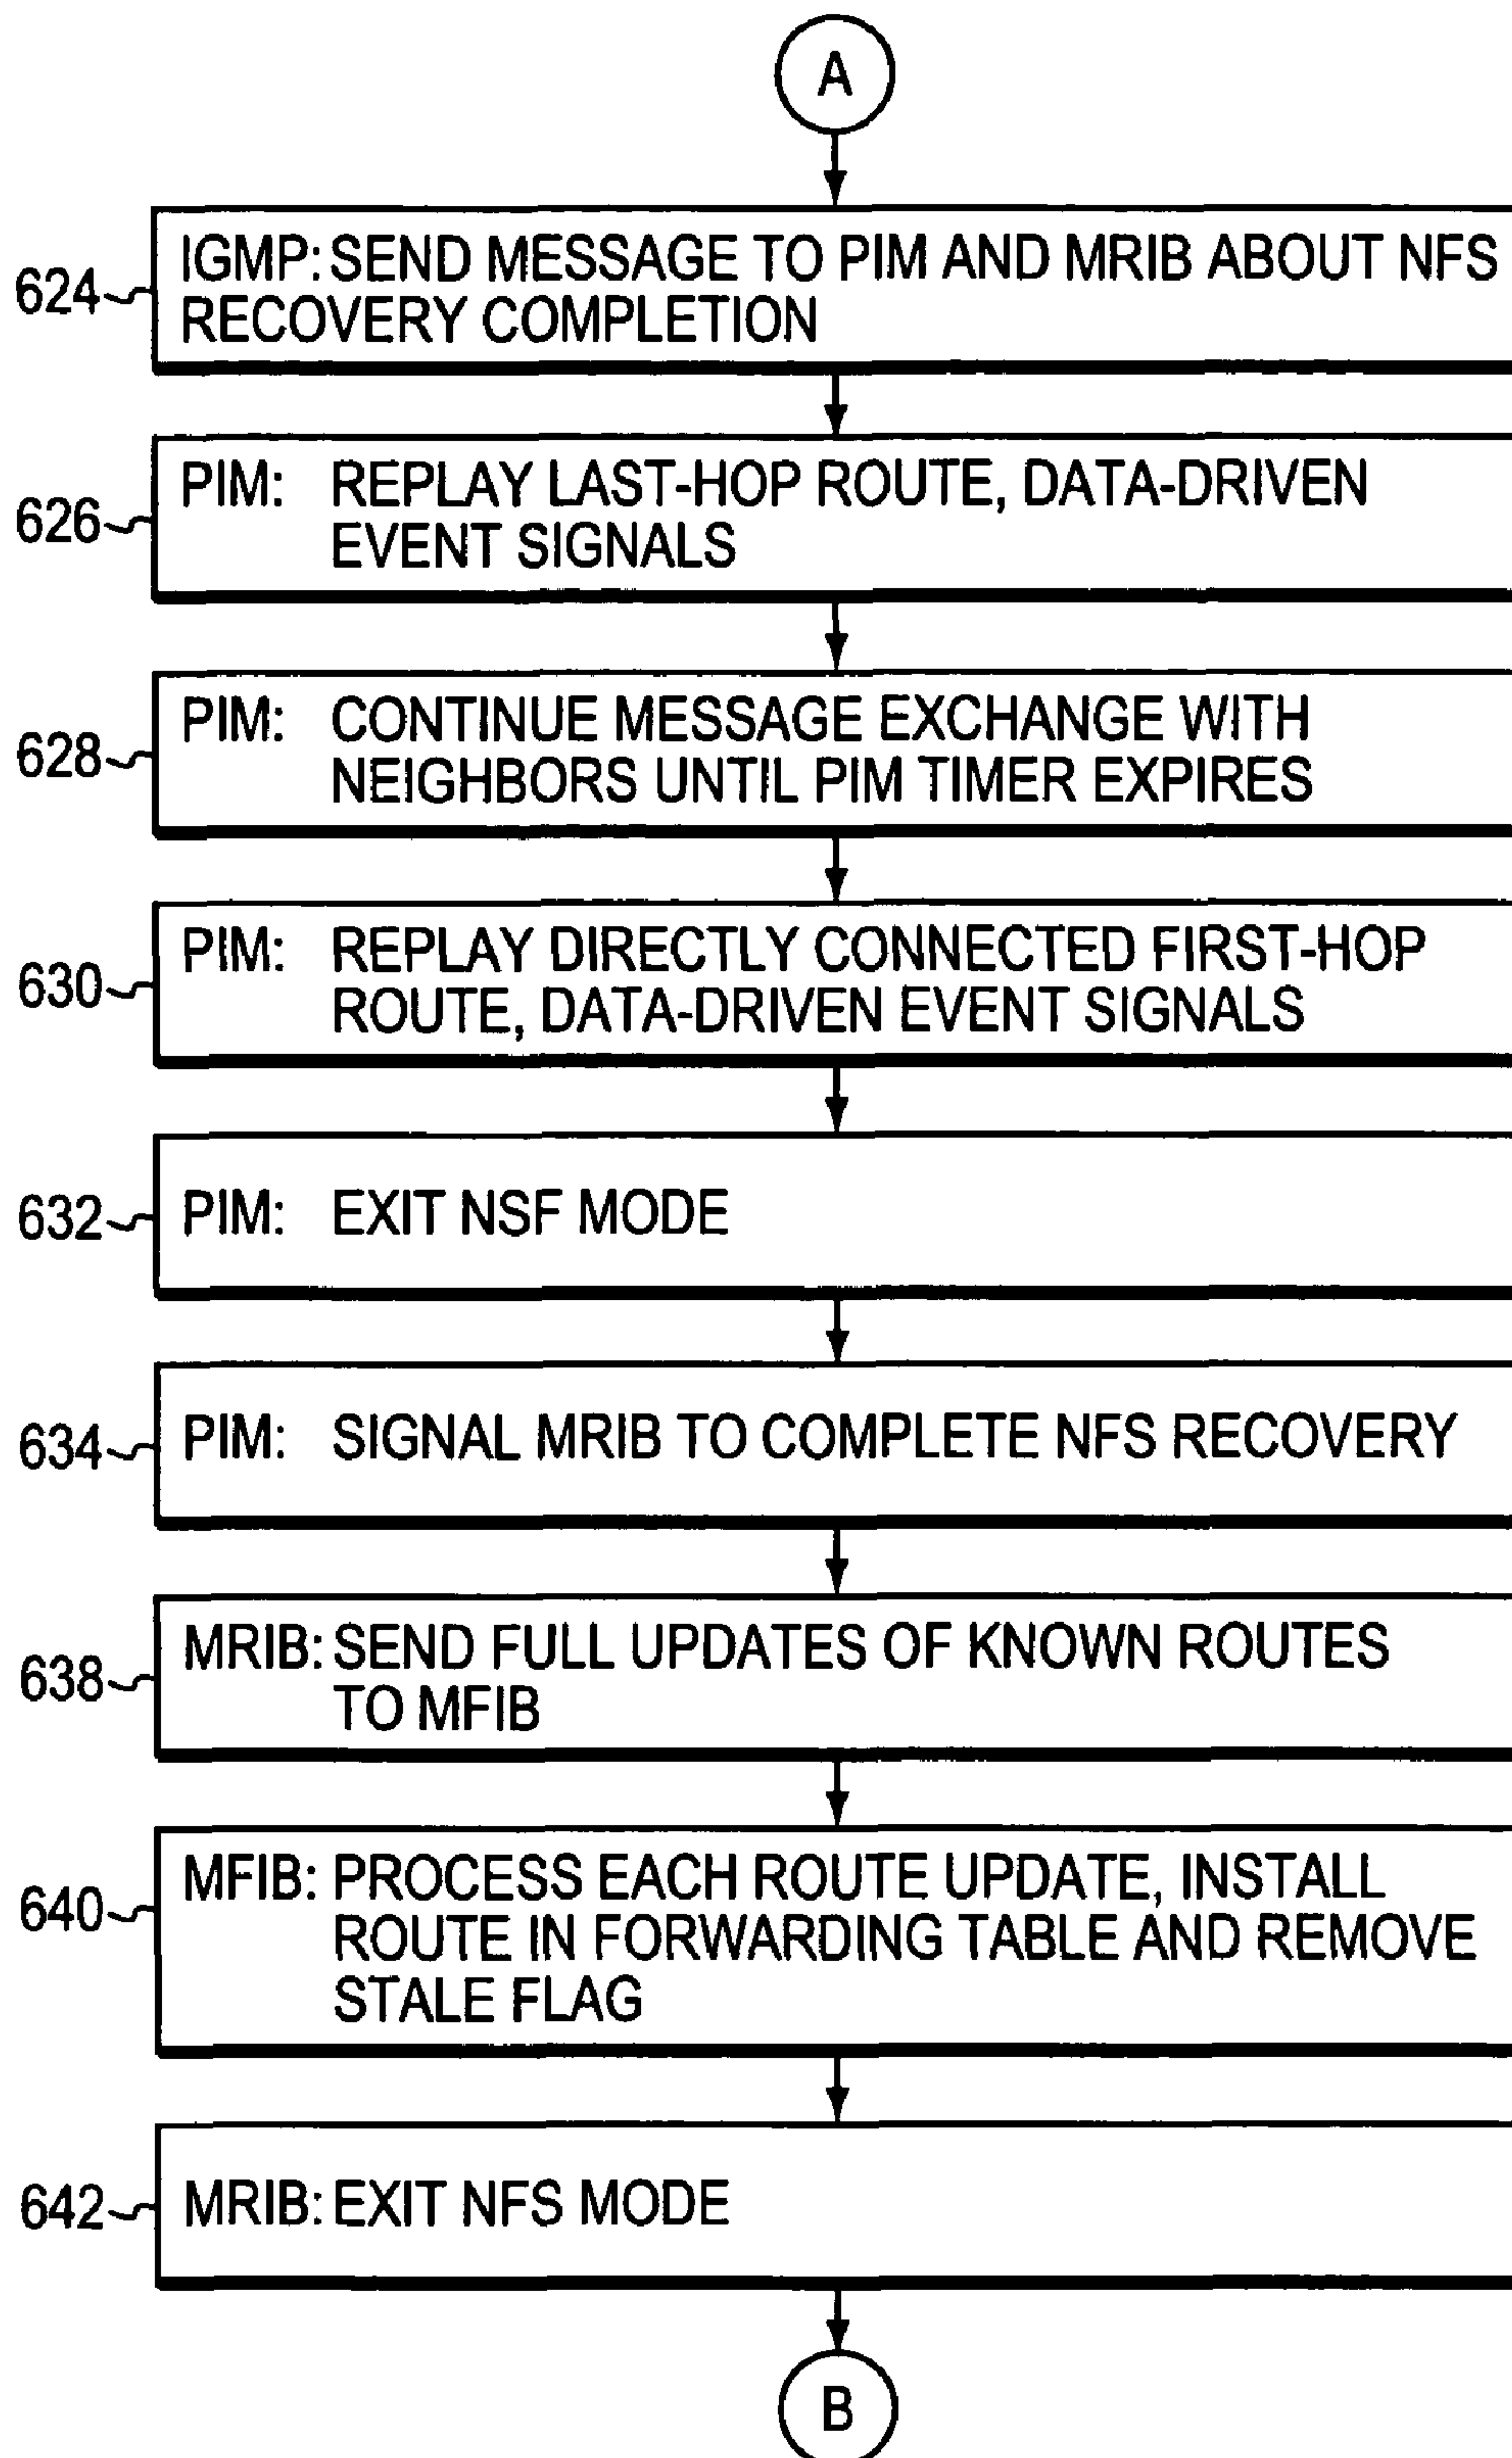 A
624 IGMP: SEND MESSAGE TO PIM AND MRIB ABOUT NFS
RECOVERY COMPLETION
626 PIM: REPLAY LAST-HOP ROUTE, DATA-DRIVEN
EVENT SIGNALS
628 PIM: CONTINUE MESSAGE EXCHANGE WITH
NEIGHBORS UNTIL PIM TIMER EXPIRES
630 PIM: REPLAY DIRECTLY CONNECTED FIRST-HOP
ROUTE, DATA-DRIVEN EVENT SIGNALS
632 PIM: EXIT NSF MODE
634 PIM: SIGNAL MRIB TO COMPLETE NFS RECOVERY
638 MRIB: SEND FULL UPDATES OF KNOWN ROUTES
TO MFIB
640 MFIB: PROCESS EACH ROUTE UPDATE, INSTALL
ROUTE IN FORWARDING TABLE AND REMOVE
STALE FLAG
642 MRIB: EXIT NFS MODE
B